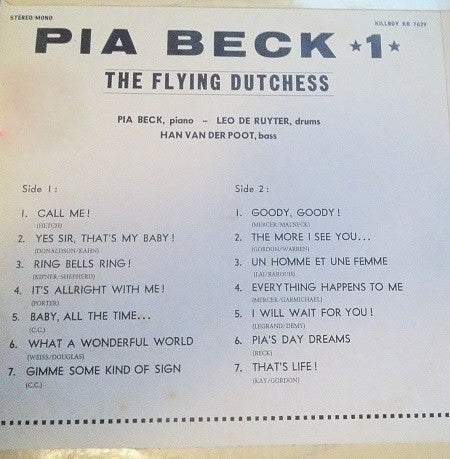 STEREO/MONO
KILLROY KR 7629
PIA BECK ★1★
THE FLYING DUTCHESS
PIA BECK, piano – LEO DE RUYTER, drums
HAN VAN DER POOT, bass
Side 1:
1. CALL ME!
(HETCH)
2. YES SIR, THAT'S MY BABY!
(DONALDSON/KAHN)
3. RING BELLS RING!
(KIPNER/SHEPHERD)
4. IT'S ALLRIGHT WITH ME!
(PORTER)
5. BABY, ALL THE TIME...
(C.C.)
6. WHAT A WONDERFUL WORLD
(WEISS/DOUGLAS)
7. GIMME SOME KIND OF SIGN
(C.C.)
Side 2:
1. GOODY, GOODY!
(MERCER/MALNECK)
2. THE MORE I SEE YOU...
(GORDON/WARREN)
3. UN HOMME ET UNE FEMME
(LAI/BAROUH)
4. EVERYTHING HAPPENS TO ME
(MERCER/CARMICHAEL)
5. I WILL WAIT FOR YOU!
(LEGRAND/DEMY)
6. PIA'S DAY DREAMS
(BECK)
7. THAT'S LIFE!
(KAY/GORDON)